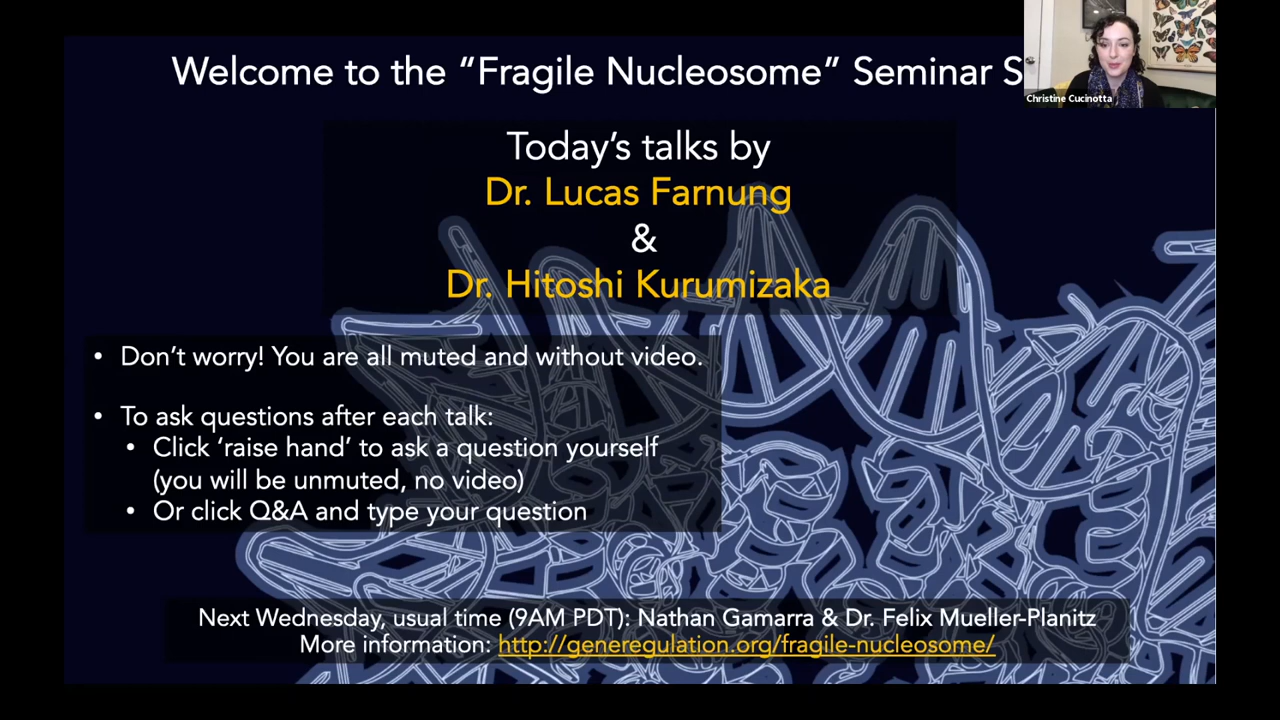 Welcome to the “Fragile Nucleosome” Seminar S
Christine Cucinotta
Today’s talks by
Dr. Lucas Farnung
&
Dr. Hitoshi Kurumizaka
• Don’t worry! You are all muted and without video.
• To ask questions after each talk:
• Click ‘raise hand’ to ask a question yourself
(you will be unmuted, no video)
• Or click Q&A and type your question
Next Wednesday, usual time (9AM PDT): Nathan Gamarra & Dr. Felix Mueller-Planitz
More information: http://generegulation.org/fragile-nucleosome/